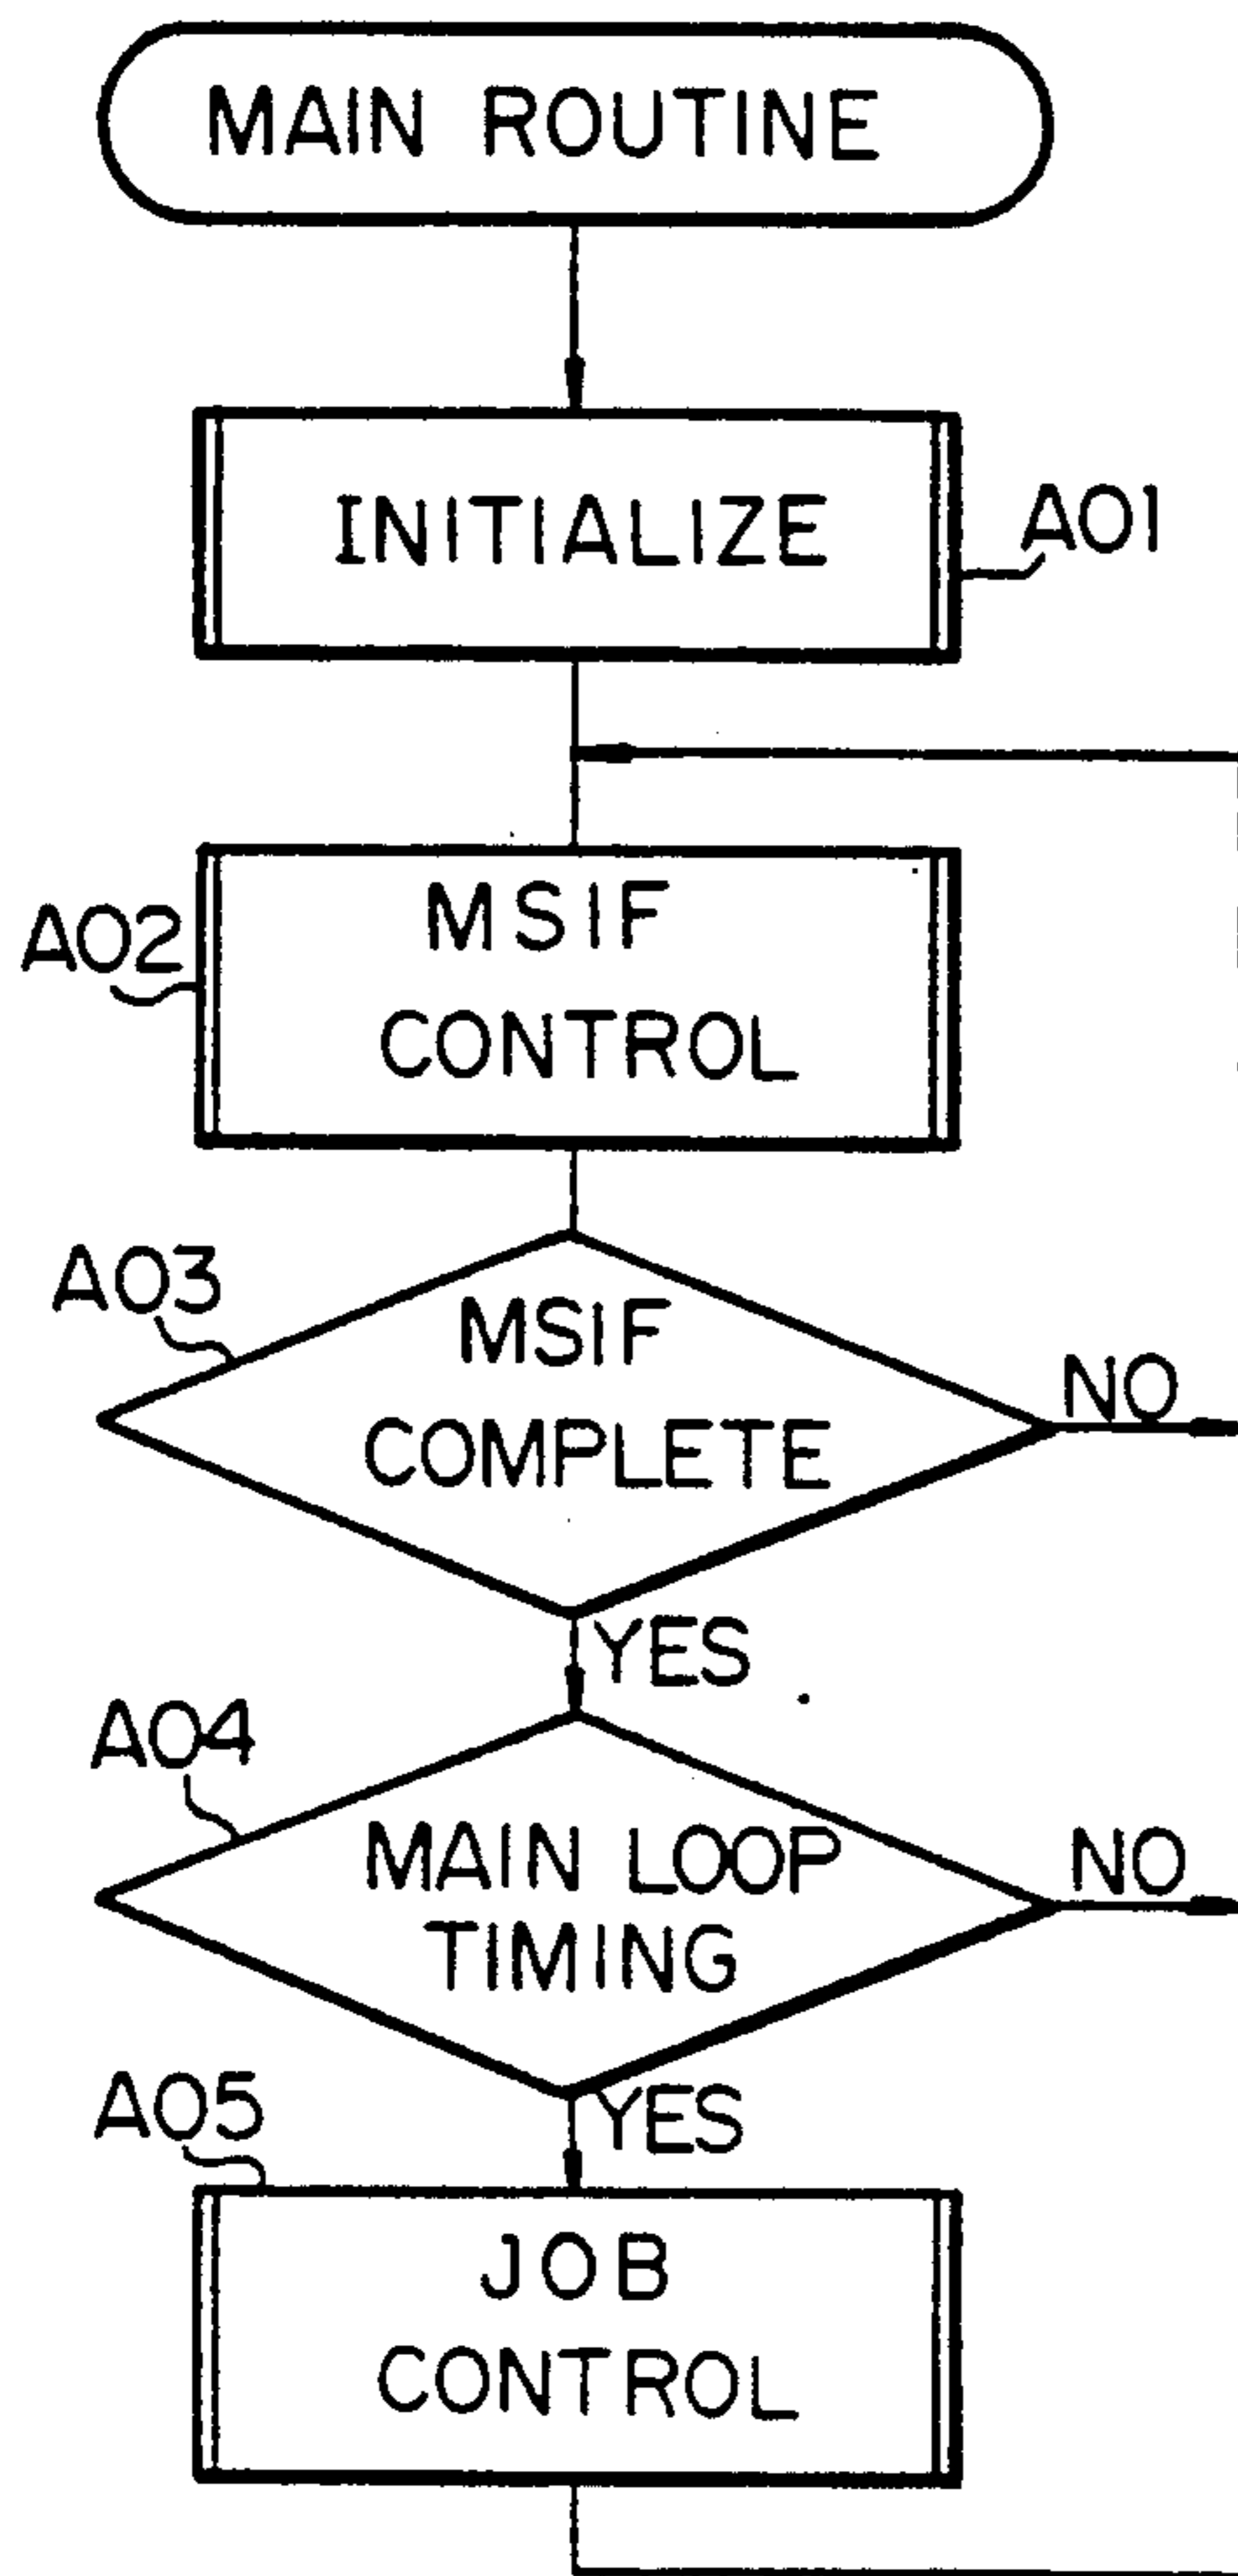 MAIN ROUTINE
INITIALIZE
A01
A02
MSIF
CONTROL
A03
MSIF
COMPLETE
NO
YES
A04
MAIN LOOP
TIMING
NO
YES
A05
JOB
CONTROL